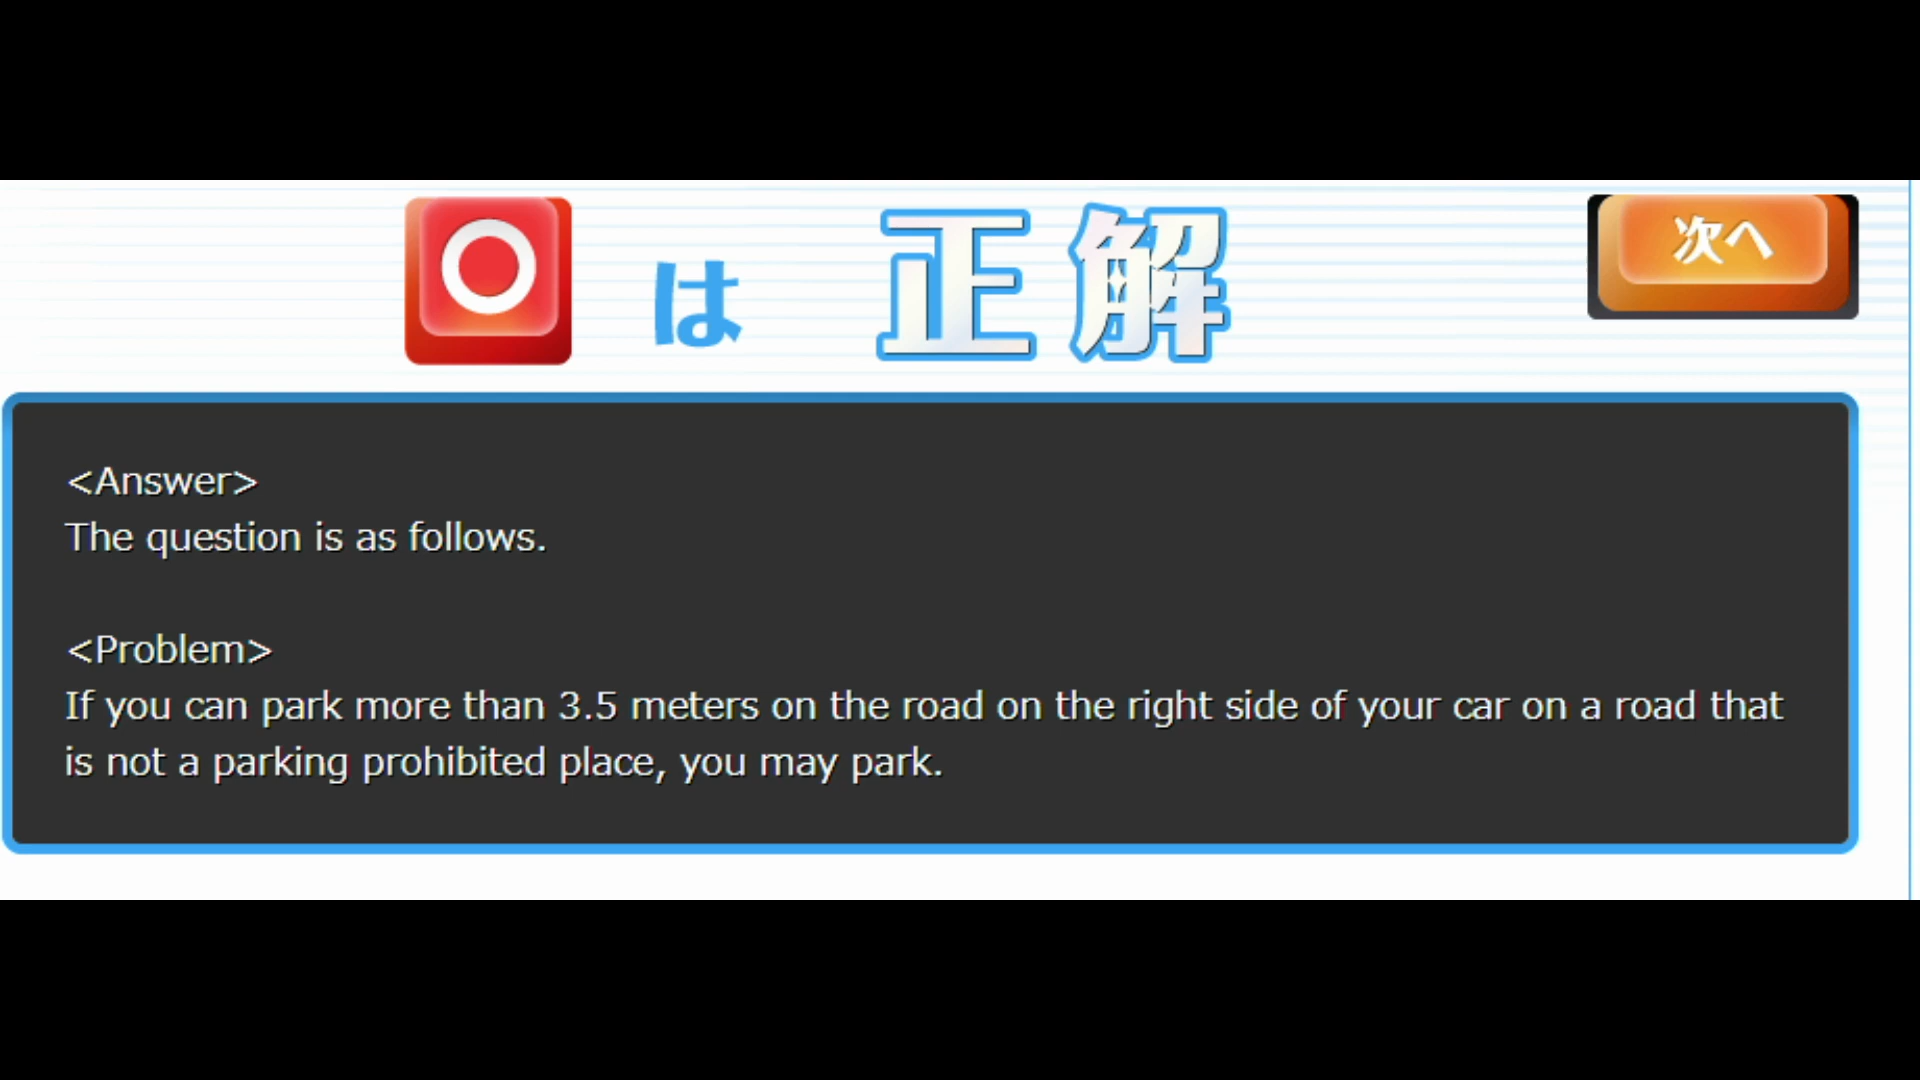 は 正解
次へ
<Answer>
The question is as follows.
<Problem>
If you can park more than 3.5 meters on the road on the right side of your car on a road that
is not a parking prohibited place, you may park.